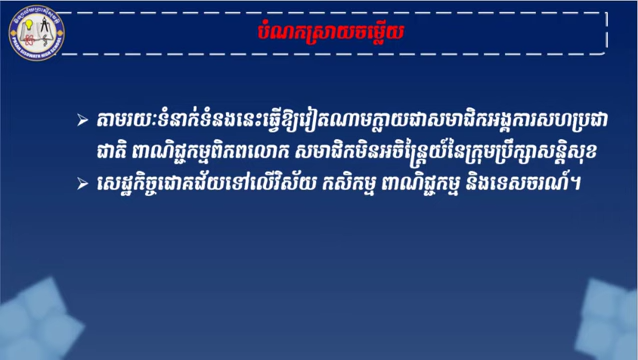 បំណកស្រាយចម្លើយ
➢ តាមរយៈទំនាក់ទំនងនេះធ្វើឱ្យវៀតណាមក្លាយជាសមាជិកអង្គការសហប្រជា
ជាតិ ពាណិជ្ជកម្មពិភពលោក សមាជិកមិនអចិន្ត្រៃយ៍នៃក្រុមប្រឹក្សាសន្តិសុខ
➢ សេដ្ឋកិច្ចជោគជ័យទៅលើវិស័យ កសិកម្ម ពាណិជ្ជកម្ម និងទេសចរណ៍។